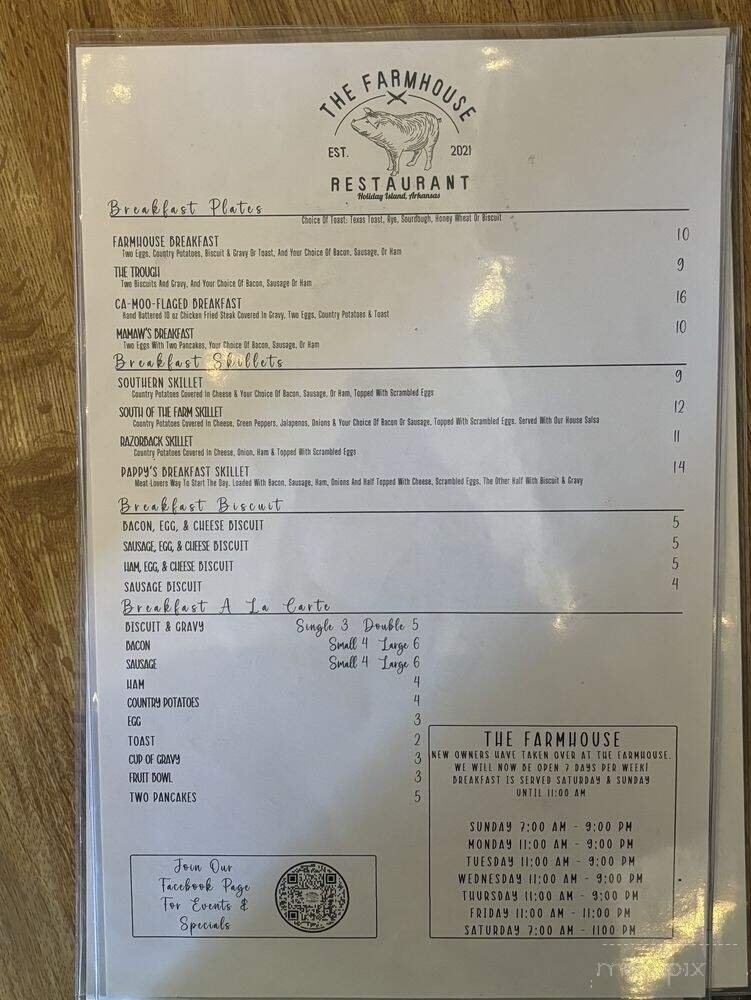 THE FARMHOUSE
EST. 2021
RESTAURANT
Holiday Island, Arkansas
Breakfast Plates
Choice Of Toast: Texas Toast, Rye, Sourdough, Honey Wheat Or Biscuit
FARMHOUSE BREAKFAST 10
Two Eggs, Country Potatoes, Biscuit & Gravy Or Toast, And Your Choice Of Bacon, Sausage, Or Ham
THE TROUGH 9
Two Biscuits And Gravy, And Your Choice Of Bacon, Sausage Or Ham
CA-MOO-FLAGED BREAKFAST 16
Hand Battered 10 oz Chicken Fried Steak Covered In Gravy, Two Eggs, Country Potatoes & Toast
MAMAW'S BREAKFAST 10
Two Eggs With Two Pancakes, Your Choice Of Bacon, Sausage, Or Ham
Breakfast Skillets
SOUTHERN SKILLET 9
Country Potatoes Covered In Cheese & Your Choice Of Bacon, Sausage, Or Ham, Topped With Scrambled Eggs
SOUTH OF THE FARM SKILLET 12
Country Potatoes Covered In Cheese, Green Peppers, Jalapenos, Onions & Your Choice Of Bacon Or Sausage, Topped With Scrambled Eggs. Served With Our House Salsa
RAZORBACK SKILLET 11
Country Potatoes Covered In Cheese, Onion, Ham & Topped With Scrambled Eggs
PAPPY'S BREAKFAST SKILLET 14
Meat-Lovers Way To Start The Day. Loaded With Bacon, Sausage, Ham, Onions And Half Topped With Cheese, Scrambled Eggs, The Other Half With Biscuit & Gravy
Breakfast Biscuit
BACON, EGG, & CHEESE BISCUIT 5
SAUSAGE, EGG, & CHEESE BISCUIT 5
HAM, EGG, & CHEESE BISCUIT 5
SAUSAGE BISCUIT 4
Breakfast A La Carte
BISCUIT & GRAVY Single 3 Double 5
BACON Small 4 Large 6
SAUSAGE Small 4 Large 6
HAM 4
COUNTRY POTATOES 4
EGG 3
TOAST 2
CUP OF GRAVY 3
FRUIT BOWL 3
TWO PANCAKES 5
THE FARMHOUSE
NEW OWNERS HAVE TAKEN OVER AT THE FARMHOUSE.
WE WILL NOW BE OPEN 7 DAYS PER WEEK!
BREAKFAST IS SERVED SATURDAY & SUNDAY
UNTIL 11:00 AM
SUNDAY 7:00 AM - 9:00 PM
MONDAY 11:00 AM - 9:00 PM
TUESDAY 11:00 AM - 9:00 PM
WEDNESDAY 11:00 AM - 9:00 PM
THURSDAY 11:00 AM - 9:00 PM
FRIDAY 11:00 AM - 11:00 PM
SATURDAY 7:00 AM - 1100 PM
Join Our
Facebook Page
For Events &
Specials
menupix